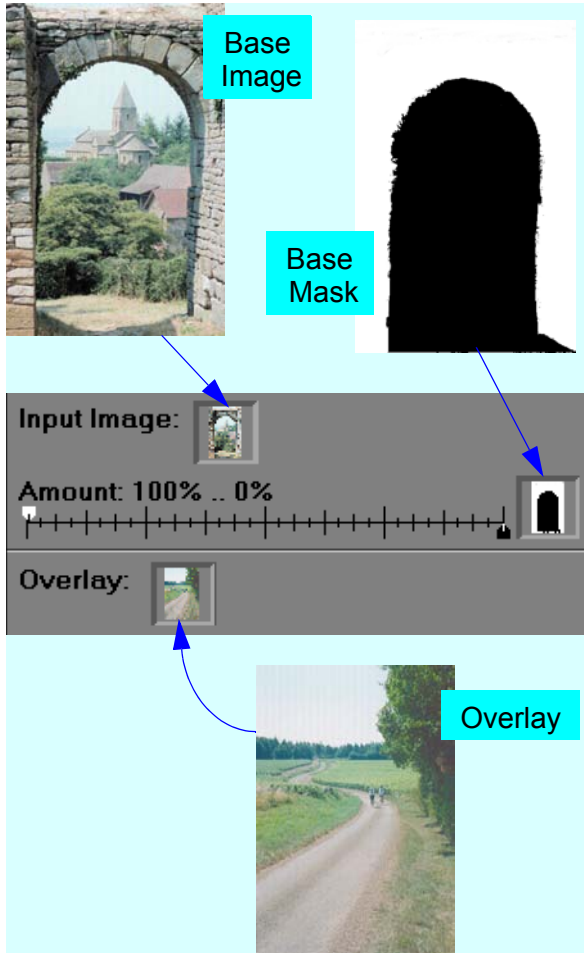 Base
Image
Base
Mask
Input Image:
Amount: 100% .. 0%
Overlay:
Overlay